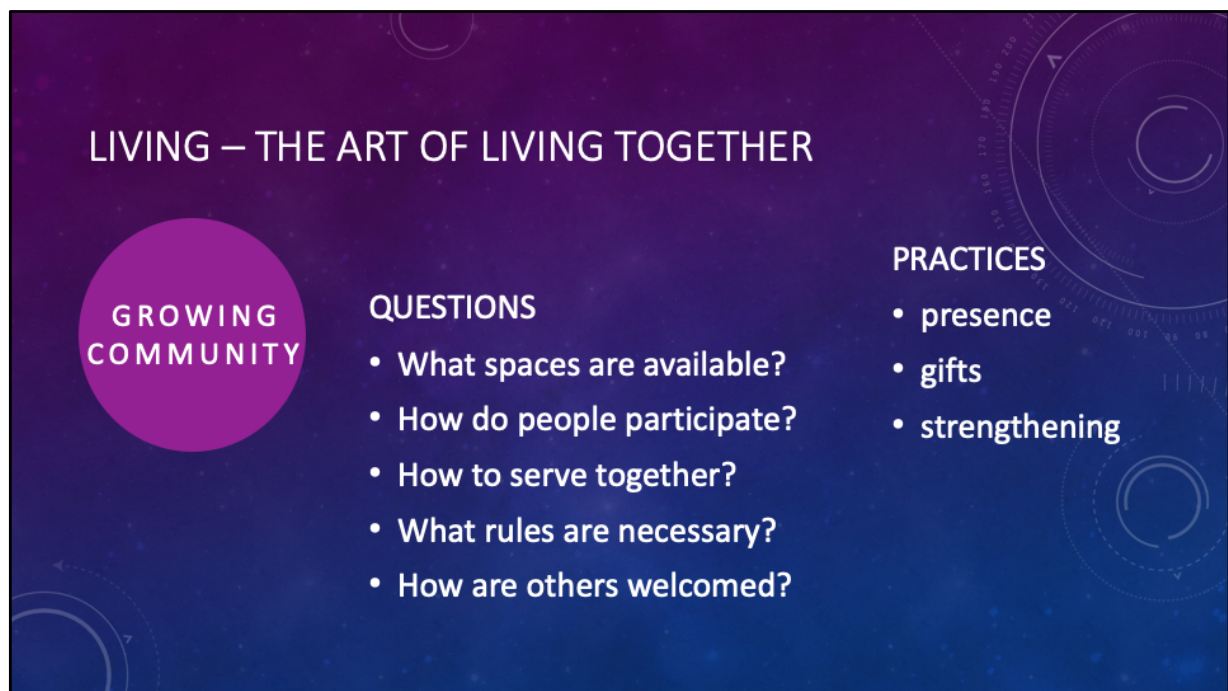 LIVING – THE ART OF LIVING TOGETHER
GROWING
COMMUNITY
QUESTIONS
• What spaces are available?
• How do people participate?
• How to serve together?
• What rules are necessary?
• How are others welcomed?
PRACTICES
• presence
• gifts
• strengthening